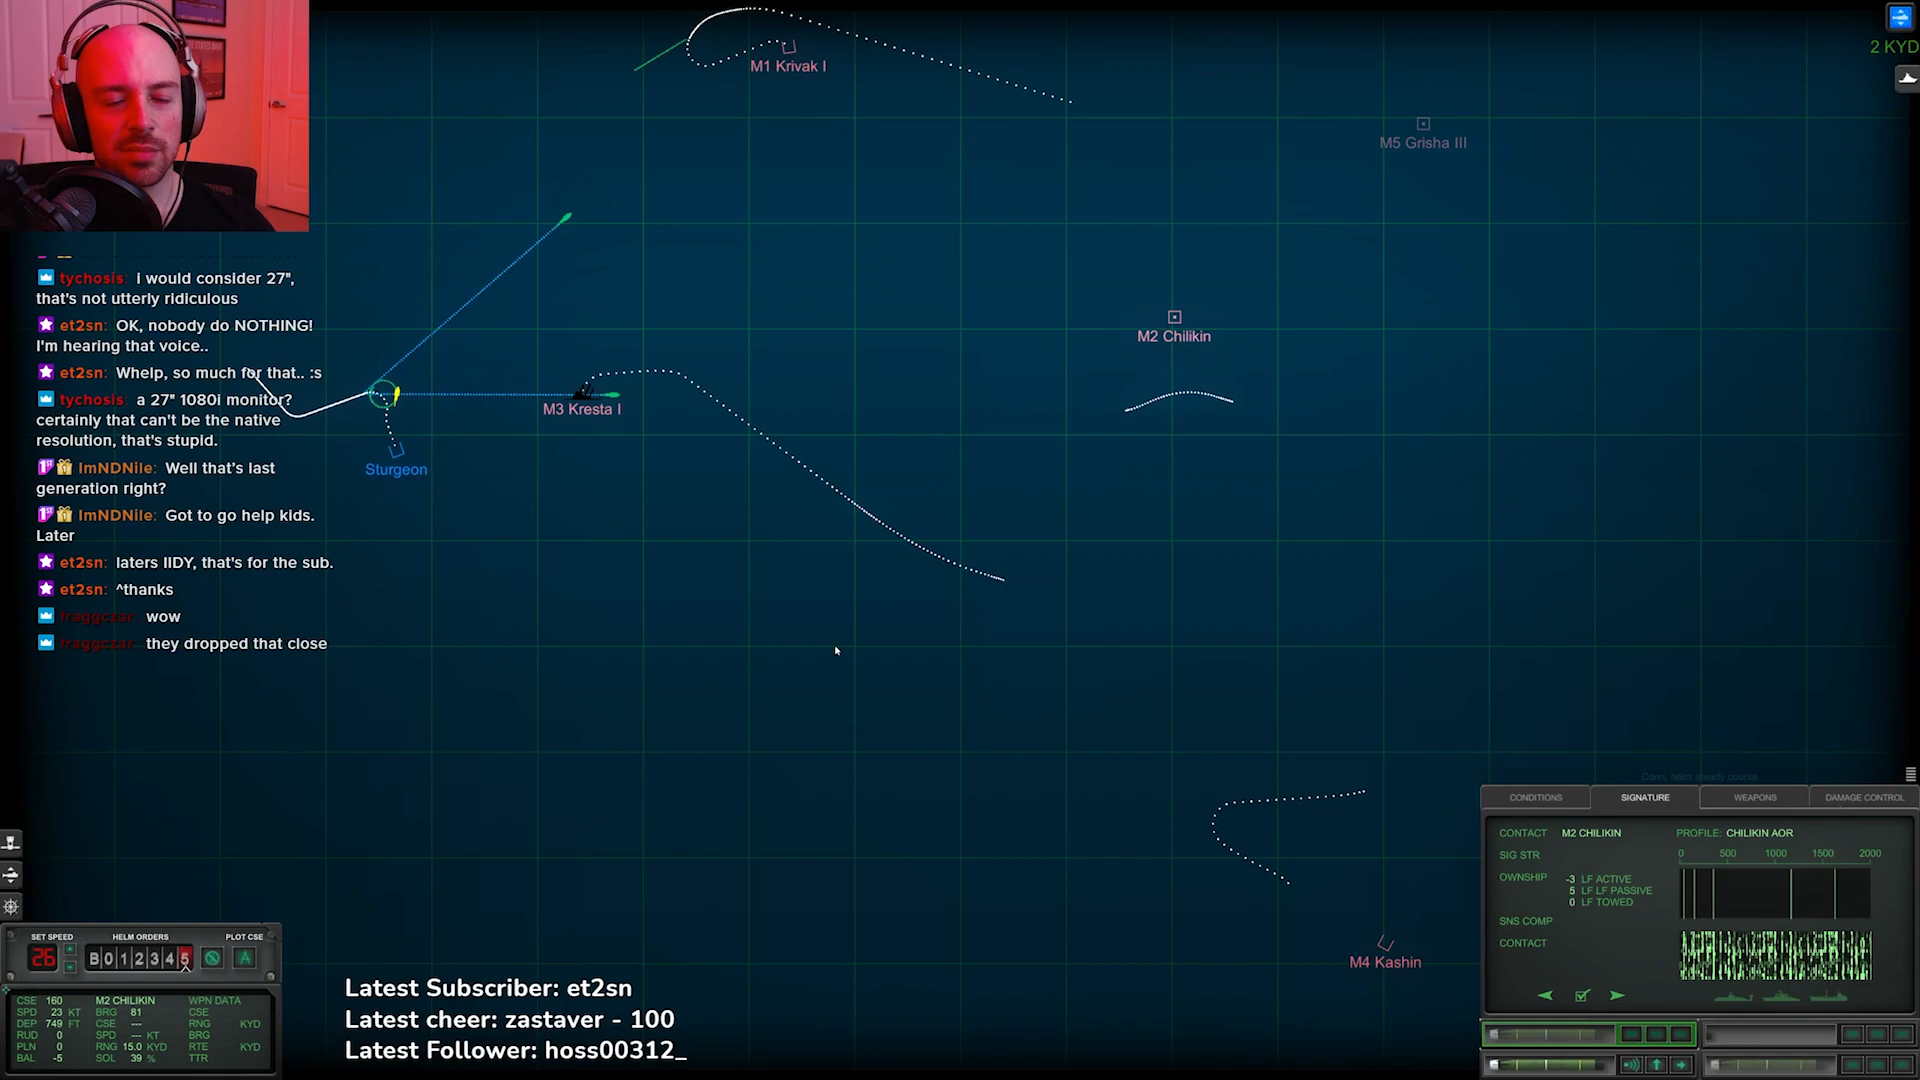 2 KYD
M1 Krivak I
M5 Grisha III
M2 Chilikin
M3 Kresta I
Sturgeon
M4 Kashin
tychosis: i would consider 27",
that's not utterly ridiculous
et2sn: OK, nobody do NOTHING!
I'm hearing that voice..
et2sn: Whelp, so much for that.. :s
tychosis: a 27" 1080i monitor?
certainly that can't be the native
resolution, that's stupid.
ImNDNile: Well that's last
generation right?
ImNDNile: Got to go help kids.
Later
et2sn: laters IIDY, that's for the sub.
et2sn: ^thanks
fraggczar: wow
fraggczar: they dropped that close
Conn, helm steady course
CONDITIONS SIGNATURE WEAPONS DAMAGE CONTROL
CONTACT M2 CHILIKIN PROFILE: CHILIKIN AOR
SIG STR 0 500 1000 1500 2000
OWNSHIP -3 LF ACTIVE
5 LF LF PASSIVE
0 LF TOWED
SNS COMP
CONTACT
SET SPEED HELM ORDERS PLOT CSE
26 B 0 1 2 3 4 5 A
CSE 160 M2 CHILIKIN WPN DATA
SPD 23 KT BRG 81 CSE
DEP 749 FT CSE --- RNG KYD
RUD 0 SPD --- KT BRG
PLN 0 RNG 15.0 KYD RTE KYD
BAL -5 SOL 39 % TTR
Latest Subscriber: et2sn
Latest cheer: zastaver - 100
Latest Follower: hoss00312_